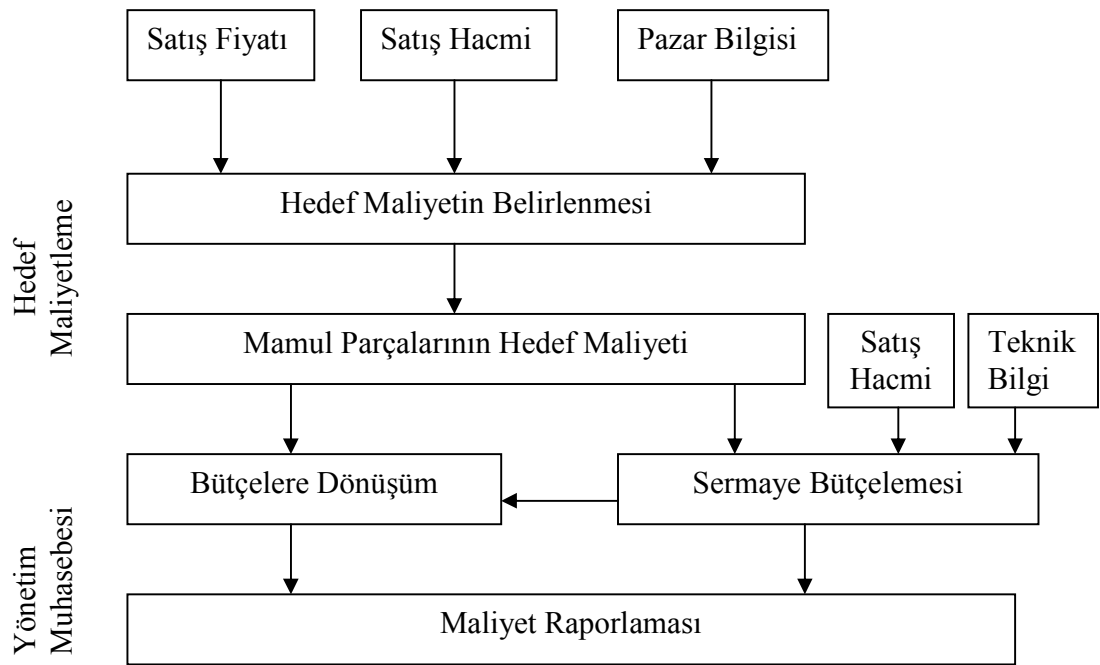 Satış Fiyatı
Satış Hacmi
Pazar Bilgisi
Hedef Maliyetin Belirlenmesi
Hedef
Maliyetleme
Mamul Parçalarının Hedef Maliyeti
Satış
Hacmi
Teknik
Bilgi
Bütçelere Dönüşüm
Sermaye Bütçelemesi
Yönetim
Muhasebesi
Maliyet Raporlaması